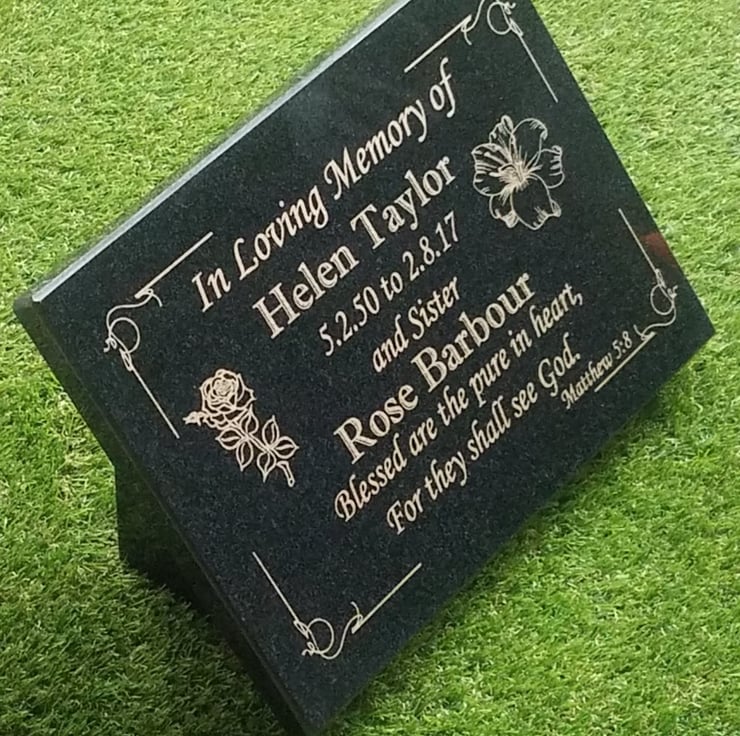 In Loving Memory of
Helen Taylor
5.2.50 to 2.8.17
and Sister
Rose Barbour
Blessed are the pure in heart,
For they shall see God.
Matthew 5:8